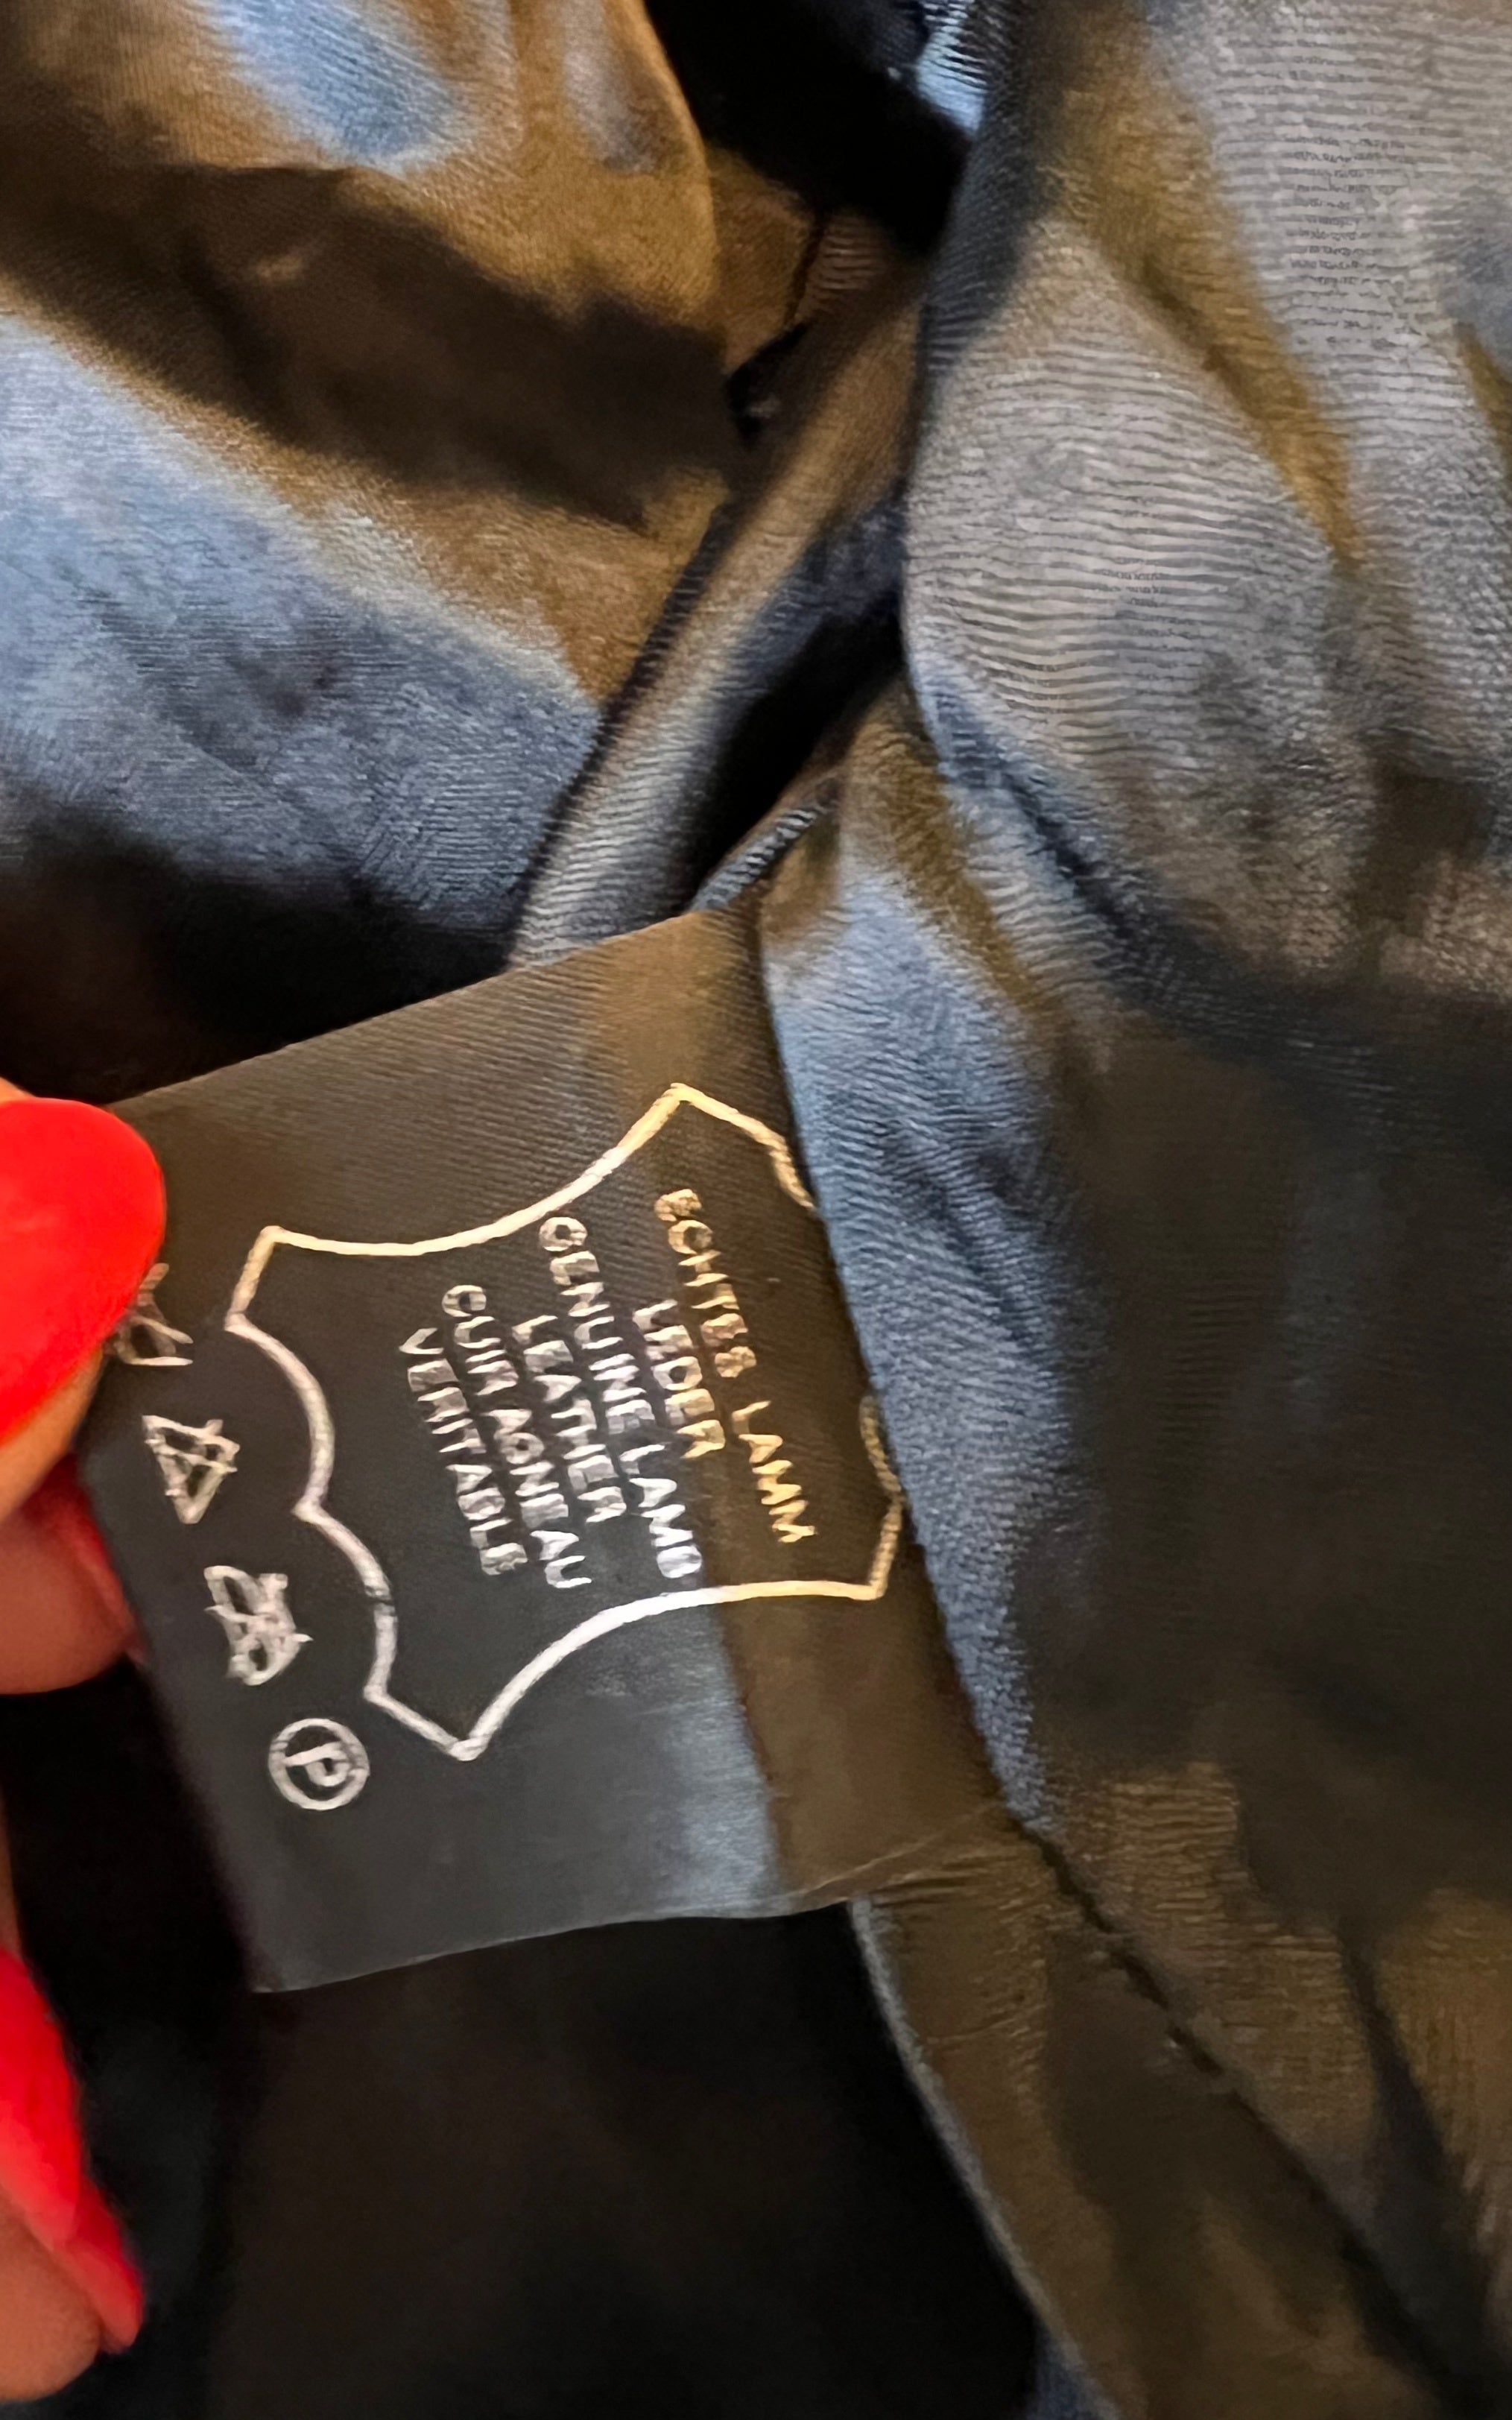 ECHTES LAMM
LEDER
GENUINE LAMB
LEATHER
CUIR AGNEAU
VERITABLE
P